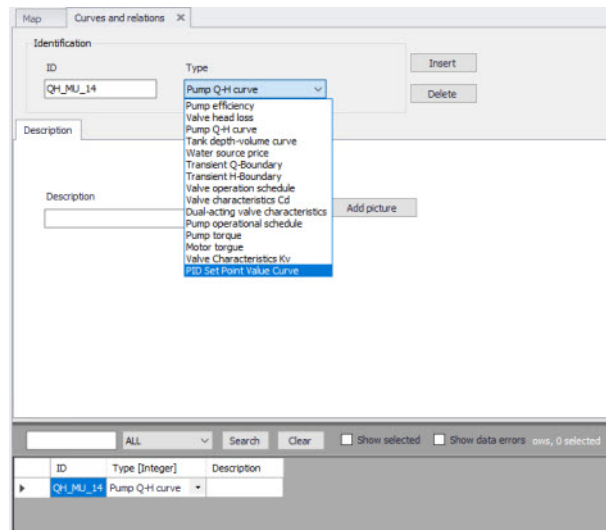 Map Curves and relations ×
Identification
ID Type Insert
QH_MU_14 Pump Q-H curve
Delete
Pump efficiency
Valve head loss
Pump Q-H curve
Description Tank depth-volume curve
Water source price
Transient Q-Boundary
Transient H-Boundary
Valve operation schedule
Description Valve characteristics Cd
Dual-acting valve characteristics Add picture
Pump operational schedule
Pump torque
Motor torgue
Valve Characteristics Kv
PID Set Point Value Curve
ALL Search Clear Show selected Show data errors ows, 0 selected
ID Type [Integer] Description
QH_MU_14 Pump Q-H curve